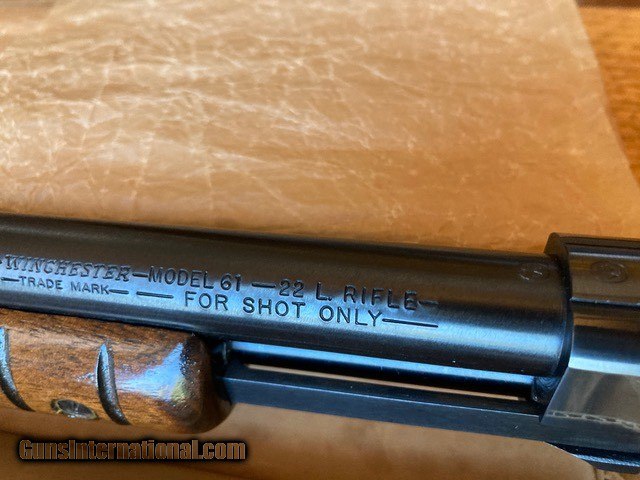 -WINCHESTER-MODEL 61-22 L. RIFLE-
-TRADE MARK-
FOR SHOT ONLY-
GunsInternational.com